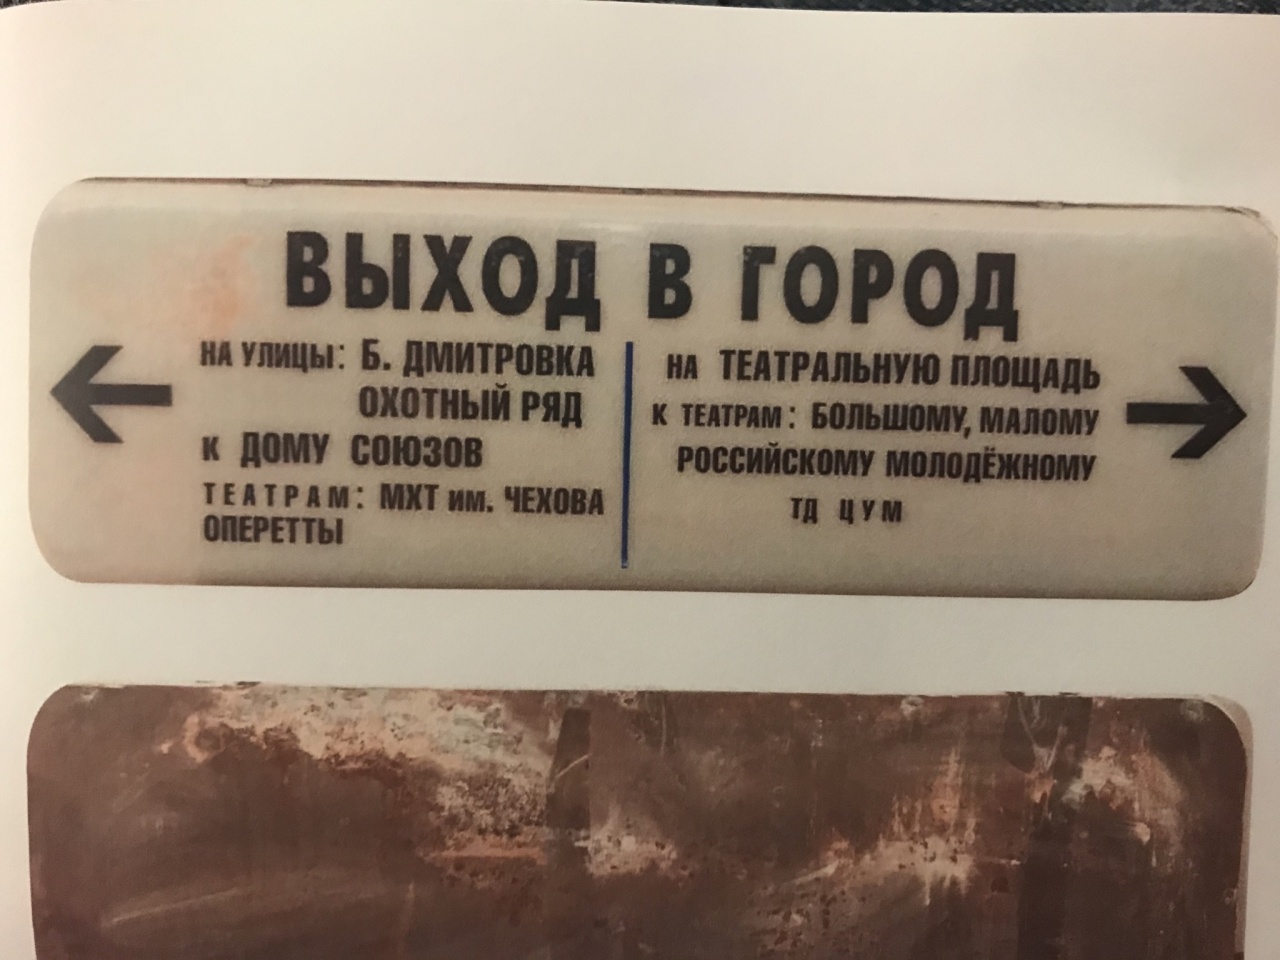 ВЫХОД В ГОРОД
НА УЛИЦЫ: Б. ДМИТРОВКА
ОХОТНЫЙ РЯД
К ДОМУ СОЮЗОВ
ТЕАТРАМ: МХТ им. ЧЕХОВА
ОПЕРЕТТЫ
НА ТЕАТРАЛЬНУЮ ПЛОЩАДЬ
К ТЕАТРАМ: БОЛЬШОМУ, МАЛОМУ
РОССИЙСКОМУ МОЛОДЁЖНОМУ
ТД ЦУМ